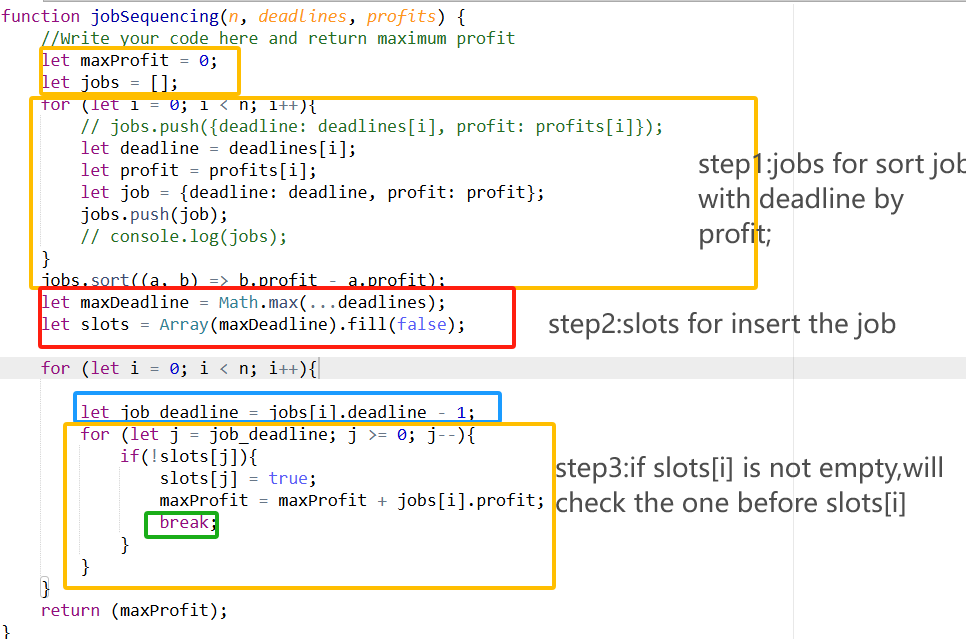 function jobSequencing(n, deadlines, profits) {
//Write your code here and return maximum profit
let maxProfit = 0;
let jobs = [];
for (let i = 0; i < n; i++){
// jobs.push({deadline: deadlines[i], profit: profits[i]});
let deadline = deadlines[i];
let profit = profits[i];
let job = {deadline: deadline, profit: profit};
jobs.push(job);
// console.log(jobs);
}
jobs.sort((a, b) => b.profit - a.profit);
step1:jobs for sort job
with deadline by
profit;
let maxDeadline = Math.max(...deadlines);
let slots = Array(maxDeadline).fill(false);
step2:slots for insert the job
for (let i = 0; i < n; i++){
let job_deadline = jobs[i].deadline - 1;
for (let j = job_deadline; j >= 0; j--){
if(!slots[j]){
slots[j] = true;
maxProfit = maxProfit + jobs[i].profit;
break;
}
}
step3:if slots[i] is not empty,will
check the one before slots[i]
}
return (maxProfit);
}